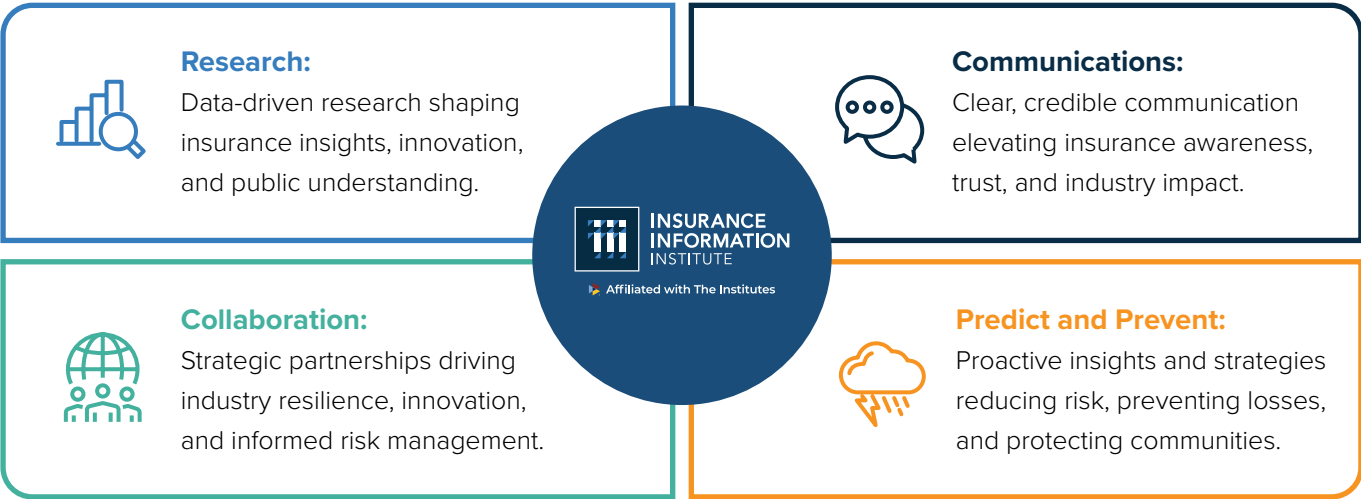 Research:
Data-driven research shaping
insurance insights, innovation,
and public understanding.
Communications:
Clear, credible communication
elevating insurance awareness,
trust, and industry impact.
INSURANCE
INFORMATION
INSTITUTE
Affiliated with The Institutes
Collaboration:
Strategic partnerships driving
industry resilience, innovation,
and informed risk management.
Predict and Prevent:
Proactive insights and strategies
reducing risk, preventing losses,
and protecting communities.